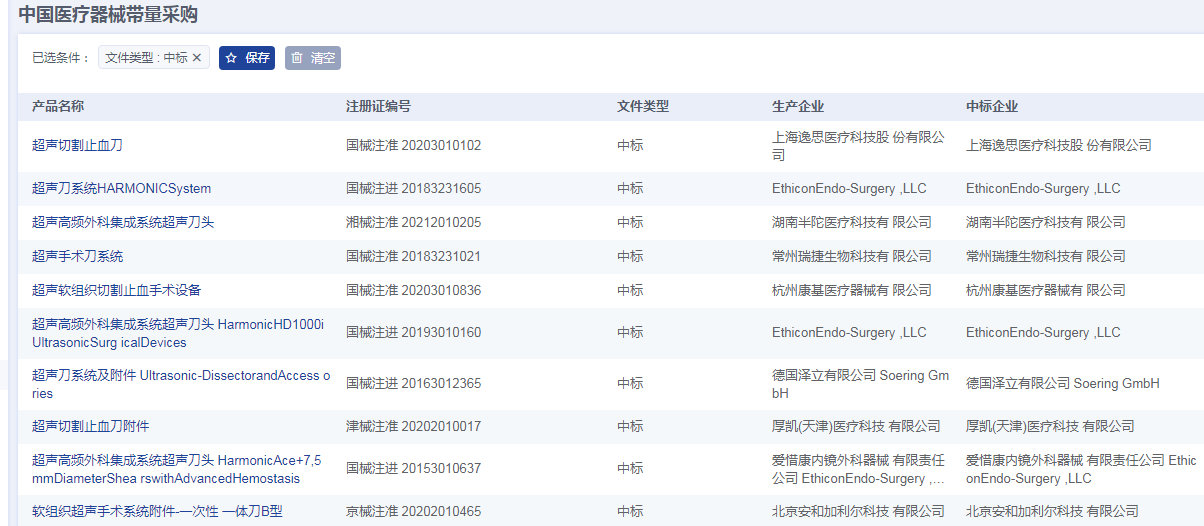 中国医疗器械带量采购
已选条件： 文件类型 : 中标 ✕ 保存 清空
产品名称 注册证编号 文件类型 生产企业 中标企业
超声切割止血刀 国械注准 20203010102 中标 上海逸思医疗科技股 份有限公司 上海逸思医疗科技股 份有限公司
超声刀系统HARMONICSystem 国械注进 20183231605 中标 EthiconEndo-Surgery ,LLC EthiconEndo-Surgery ,LLC
超声高频外科集成系统超声刀头 湘械注准 20212010205 中标 湖南半陀医疗科技有 限公司 湖南半陀医疗科技有 限公司
超声手术刀系统 国械注准 20183231021 中标 常州瑞捷生物科技有 限公司 常州瑞捷生物科技有 限公司
超声软组织切割止血手术设备 国械注准 20203010836 中标 杭州康基医疗器械有 限公司 杭州康基医疗器械有 限公司
超声高频外科集成系统超声刀头 HarmonicHD1000i
UltrasonicSurg icalDevices 国械注进 20193010160 中标 EthiconEndo-Surgery ,LLC EthiconEndo-Surgery ,LLC
超声刀系统及附件 Ultrasonic-DissectorandAccess o
ries 国械注进 20163012365 中标 德国泽立有限公司 Soering Gm
bH 德国泽立有限公司 Soering GmbH
超声切割止血刀附件 津械注准 20202010017 中标 厚凯(天津)医疗科技 有限公司 厚凯(天津)医疗科技 有限公司
超声高频外科集成系统超声刀头 HarmonicAce+7,5
mmDiameterShea rswithAdvancedHemostasis 国械注进 20153010637 中标 爱惜康内镜外科器械 有限责任
公司 EthiconEndo-Surgery ,... 爱惜康内镜外科器械 有限责任公司 Ethic
onEndo-Surgery ,LLC
软组织超声手术系统附件-一次性 一体刀B型 京械注准 20202010465 中标 北京安和加利尔科技 有限公司 北京安和加利尔科技 有限公司